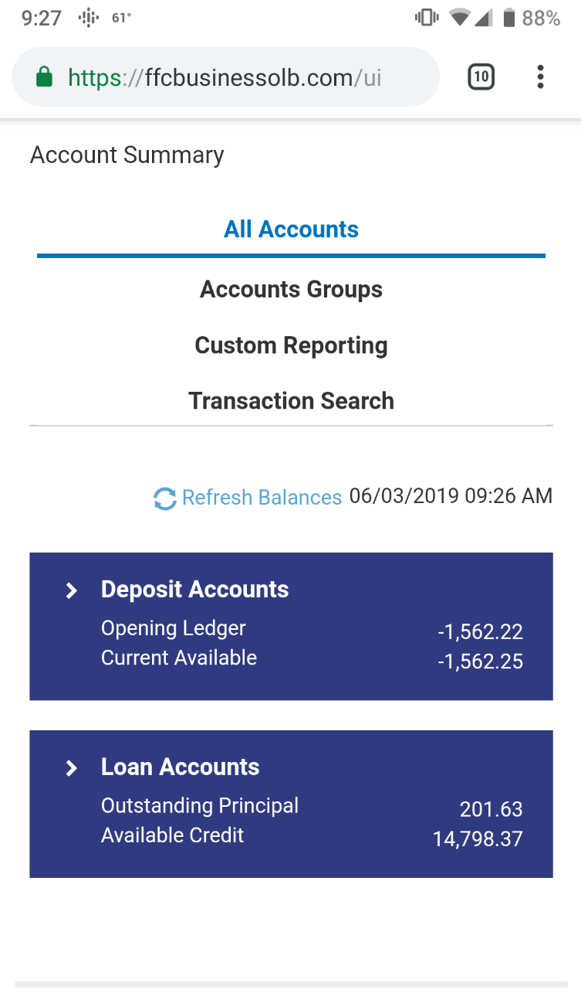 9:27 61° 88%
https://ffcbusinessolb.com/ui 10
Account Summary
All Accounts
Accounts Groups
Custom Reporting
Transaction Search
Refresh Balances 06/03/2019 09:26 AM
Deposit Accounts
Opening Ledger -1,562.22
Current Available -1,562.25
Loan Accounts
Outstanding Principal 201.63
Available Credit 14,798.37